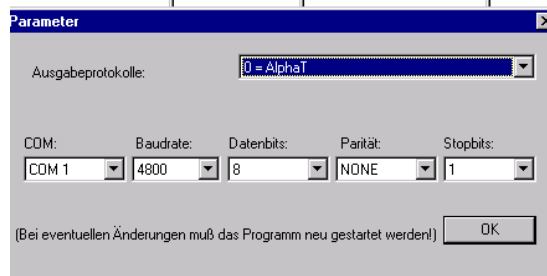 Parameter
Ausgabeprotokolle: 0 = AlphaT
COM: Baudrate: Datenbits: Parität: Stopbits:
COM 1 4800 8 NONE 1
(Bei eventuellen Änderungen muß das Programm neu gestartet werden!) OK